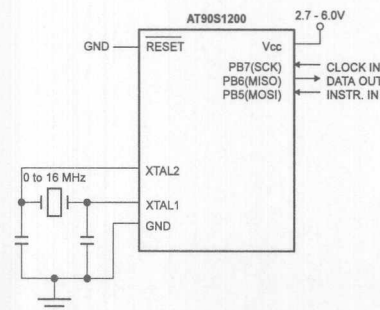 AT90S1200
2.7 - 6.0V
GND
RESET
Vcc
PB7(SCK)
CLOCK IN
PB6(MISO)
DATA OUT
PB5(MOSI)
INSTR. IN
XTAL2
0 to 16 MHz
XTAL1
GND